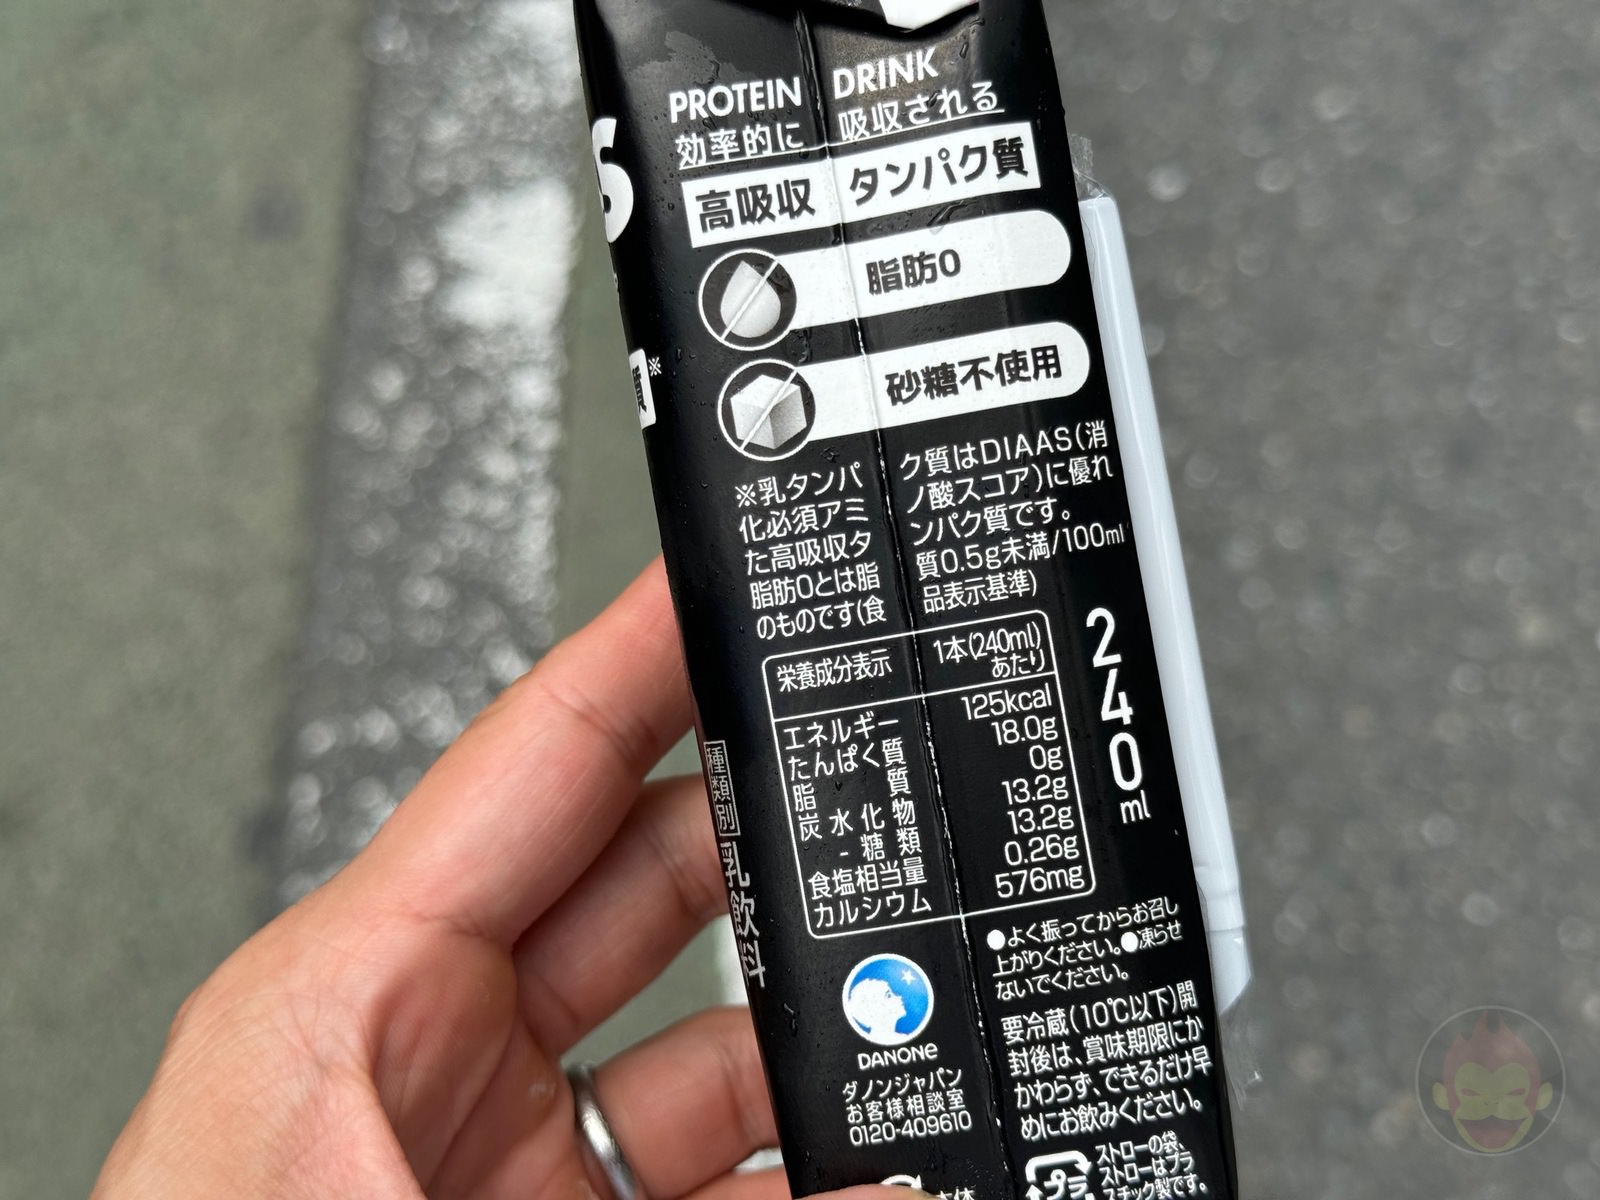 PROTEIN DRINK
効率的に吸収される
高吸収タンパク質
脂肪0
砂糖不使用
※乳タンパク質はDIAAS(消
化必須アミノ酸スコア)に優れ
た高吸収タンパク質です。
脂肪0とは脂質0.5g未満/100ml
のものです(食品表示基準)
栄養成分表示 1本(240ml)
あたり
エネルギー 125kcal
たんぱく質 18.0g
脂質 0g
炭水化物 13.2g
-糖類 13.2g
食塩相当量 0.26g
カルシウム 576mg
240ml
S
質※
種類別 乳飲料
●よく振ってからお召し
上がりください。●凍らせ
ないでください。
要冷蔵(10℃以下)開
封後は、賞味期限にか
かわらず、できるだけ早
めにお飲みください。
DANONE
ダノンジャパン
お客様相談室
0120-409610
プラ
ストローの袋、
ストローはプラ
スチック製です。
本体